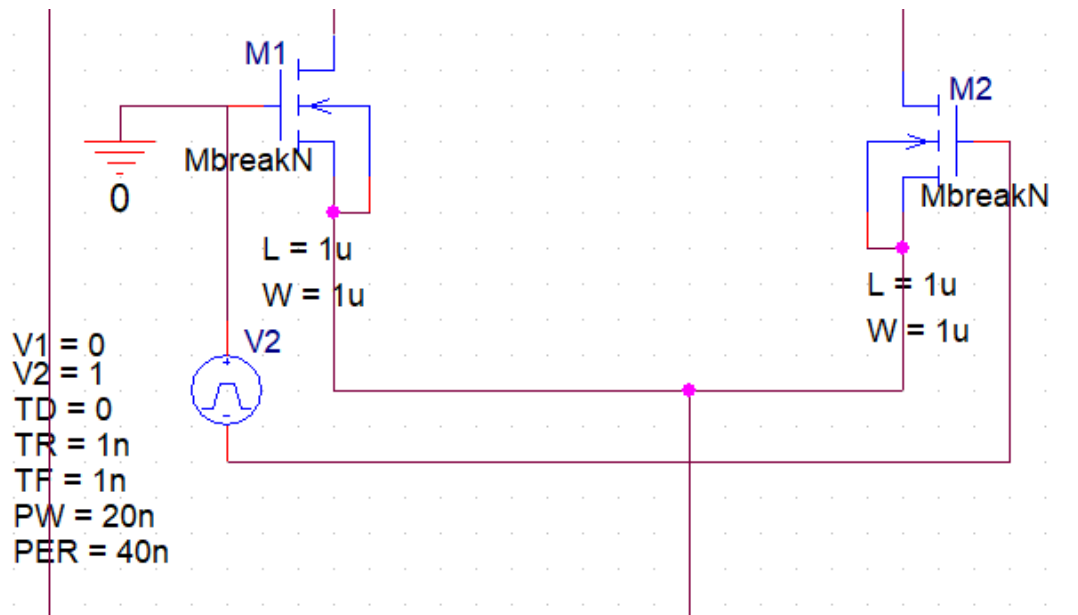 M1
M2
MbreakN
MbreakN
0
L = 1u
W = 1u
L = 1u
W = 1u
V2
V1 = 0
V2 = 1
TD = 0
TR = 1n
TF = 1n
PW = 20n
PER = 40n